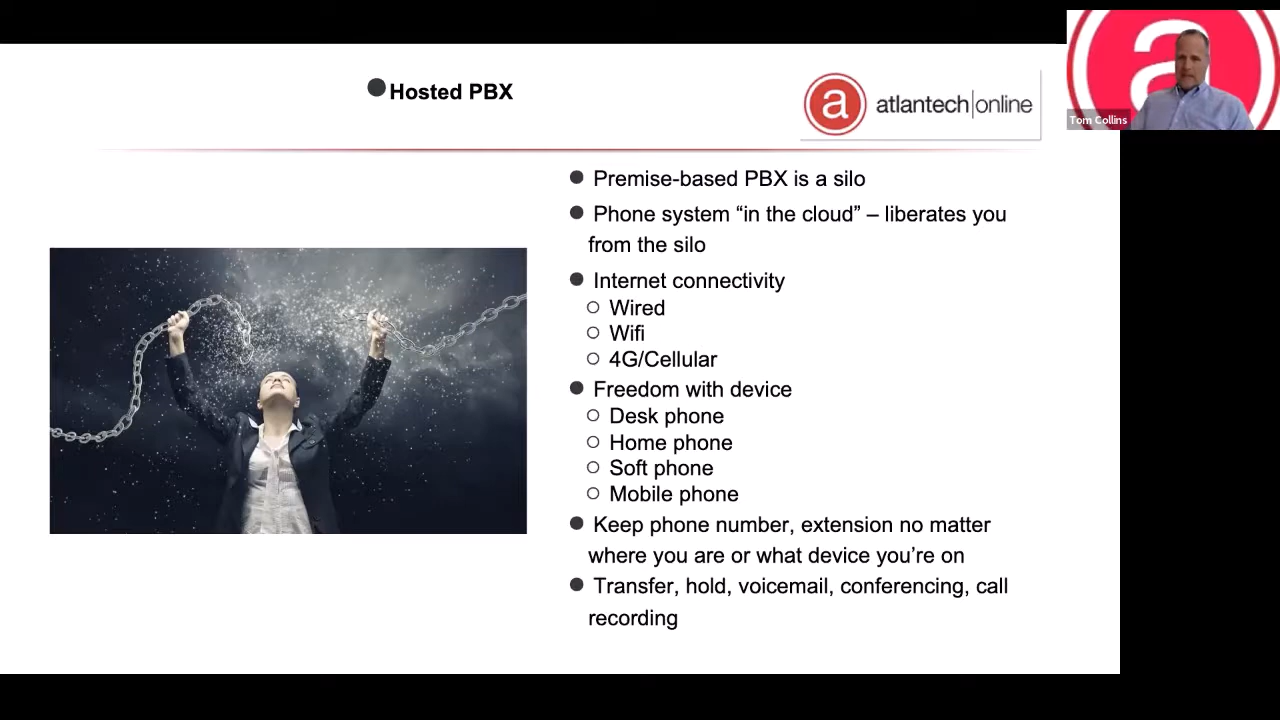 Hosted PBX
a atlantech|online
a
Tom Collins
Premise-based PBX is a silo
Phone system “in the cloud” – liberates you
from the silo
Internet connectivity
Wired
Wifi
4G/Cellular
Freedom with device
Desk phone
Home phone
Soft phone
Mobile phone
Keep phone number, extension no matter
where you are or what device you’re on
Transfer, hold, voicemail, conferencing, call
recording